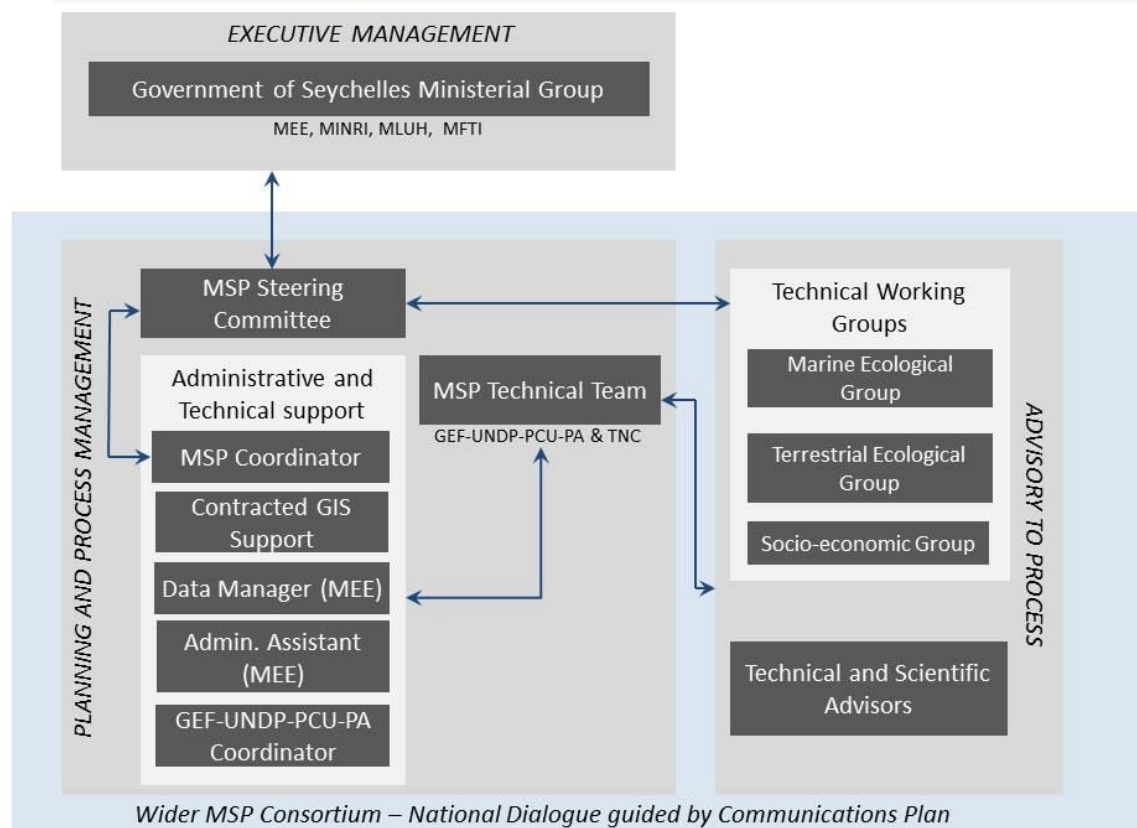 EXECUTIVE MANAGEMENT
Government of Seychelles Ministerial Group
MEE, MINRI, MLUH, MFTI
PLANNING AND PROCESS MANAGEMENT
MSP Steering
Committee
Administrative and
Technical support
MSP Coordinator
Contracted GIS
Support
Data Manager (MEE)
Admin. Assistant
(MEE)
GEF-UNDP-PCU-PA
Coordinator
MSP Technical Team
GEF-UNDP-PCU-PA & TNC
Technical Working
Groups
Marine Ecological
Group
Terrestrial Ecological
Group
Socio-economic Group
Technical and Scientific
Advisors
ADVISORY TO PROCESS
Wider MSP Consortium – National Dialogue guided by Communications Plan